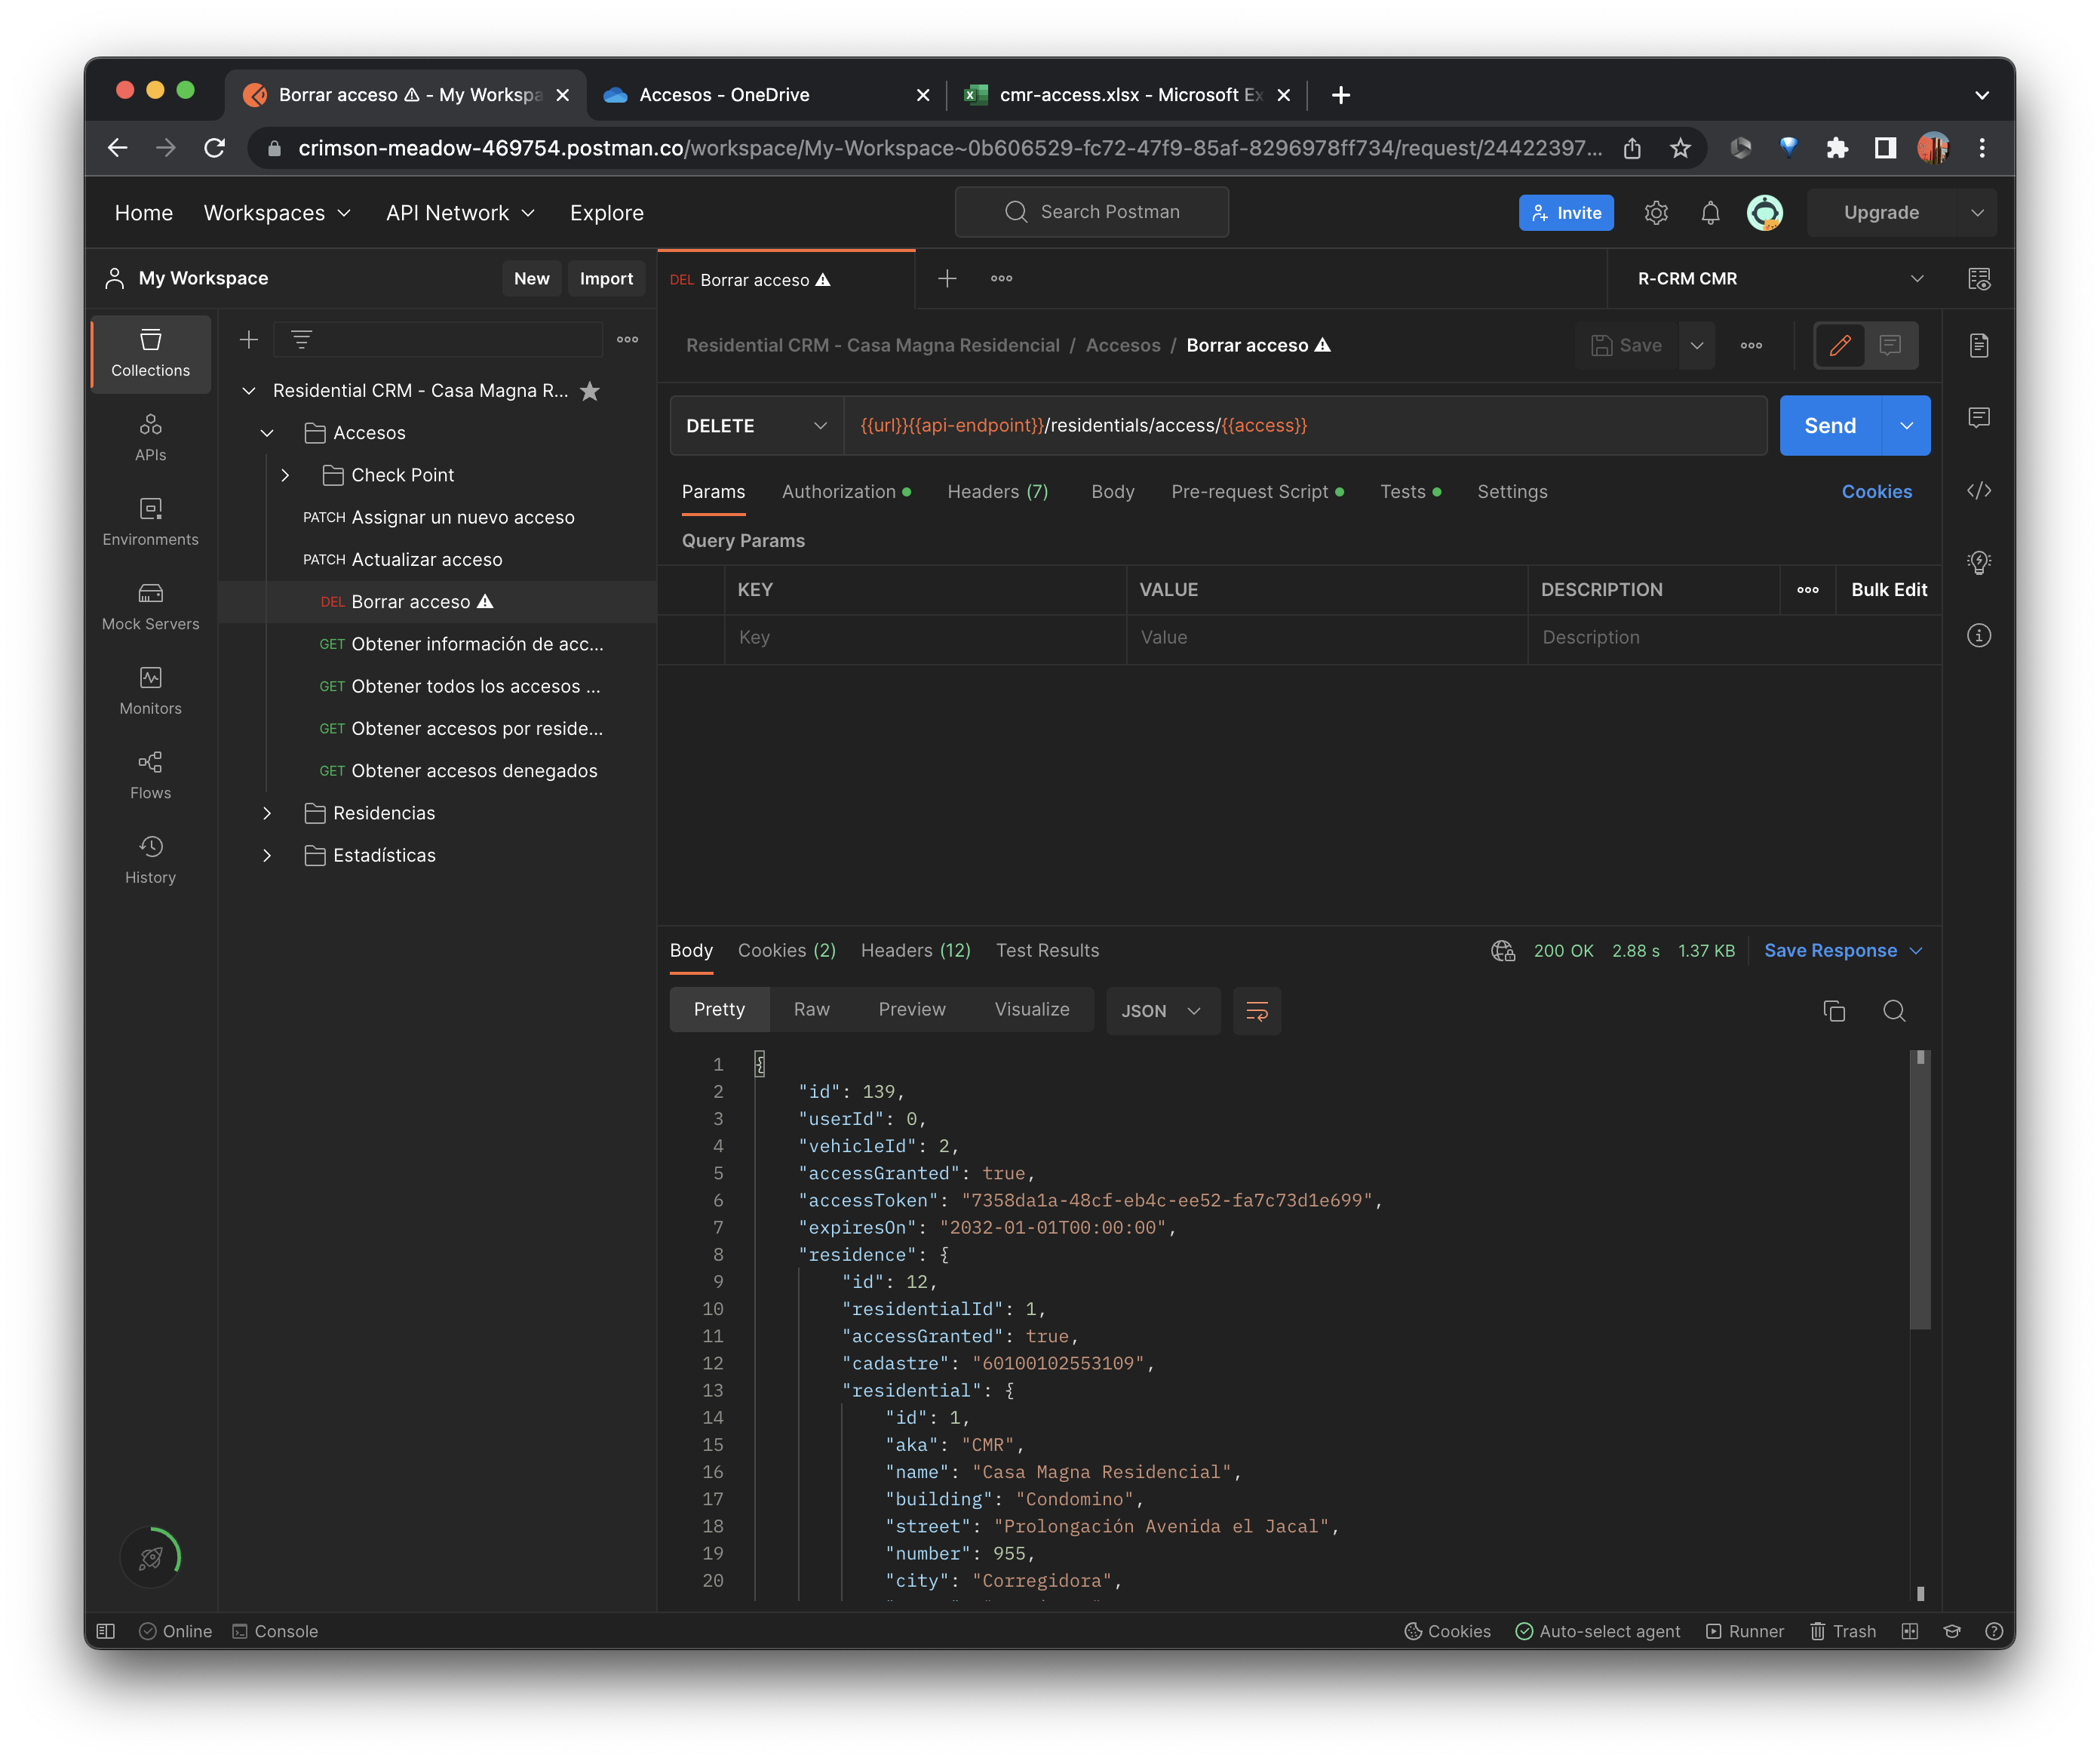 Borrar acceso ⚠ - My Workspa
Accesos - OneDrive
cmr-access.xlsx - Microsoft Ex
crimson-meadow-469754.postman.co/workspace/My-Workspace~0b606529-fc72-47f9-85af-8296978ff734/request/24422397...
Home Workspaces API Network Explore
Search Postman
Invite
Upgrade
My Workspace
New Import
DEL Borrar acceso ⚠
R-CRM CMR
Collections
APIs
Environments
Mock Servers
Monitors
Flows
History
Residential CRM - Casa Magna R...
Accesos
Check Point
PATCH Assignar un nuevo acceso
PATCH Actualizar acceso
DEL Borrar acceso ⚠
GET Obtener información de acc...
GET Obtener todos los accesos ...
GET Obtener accesos por reside...
GET Obtener accesos denegados
Residencias
Estadísticas
Residential CRM - Casa Magna Residencial / Accesos / Borrar acceso ⚠
Save
DELETE
{{url}}{{api-endpoint}}/residentials/access/{{access}}
Send
Params Authorization Headers (7) Body Pre-request Script Tests Settings
Cookies
Query Params
KEY VALUE DESCRIPTION Bulk Edit
Key Value Description
Body Cookies (2) Headers (12) Test Results
200 OK 2.88 s 1.37 KB Save Response
Pretty Raw Preview Visualize JSON
1 {
2 "id": 139,
3 "userId": 0,
4 "vehicleId": 2,
5 "accessGranted": true,
6 "accessToken": "7358da1a-48cf-eb4c-ee52-fa7c73d1e699",
7 "expiresOn": "2032-01-01T00:00:00",
8 "residence": {
9 "id": 12,
10 "residentialId": 1,
11 "accessGranted": true,
12 "cadastre": "60100102553109",
13 "residential": {
14 "id": 1,
15 "aka": "CMR",
16 "name": "Casa Magna Residencial",
17 "building": "Condomino",
18 "street": "Prolongación Avenida el Jacal",
19 "number": 955,
20 "city": "Corregidora",
Online Console
Cookies Auto-select agent Runner Trash